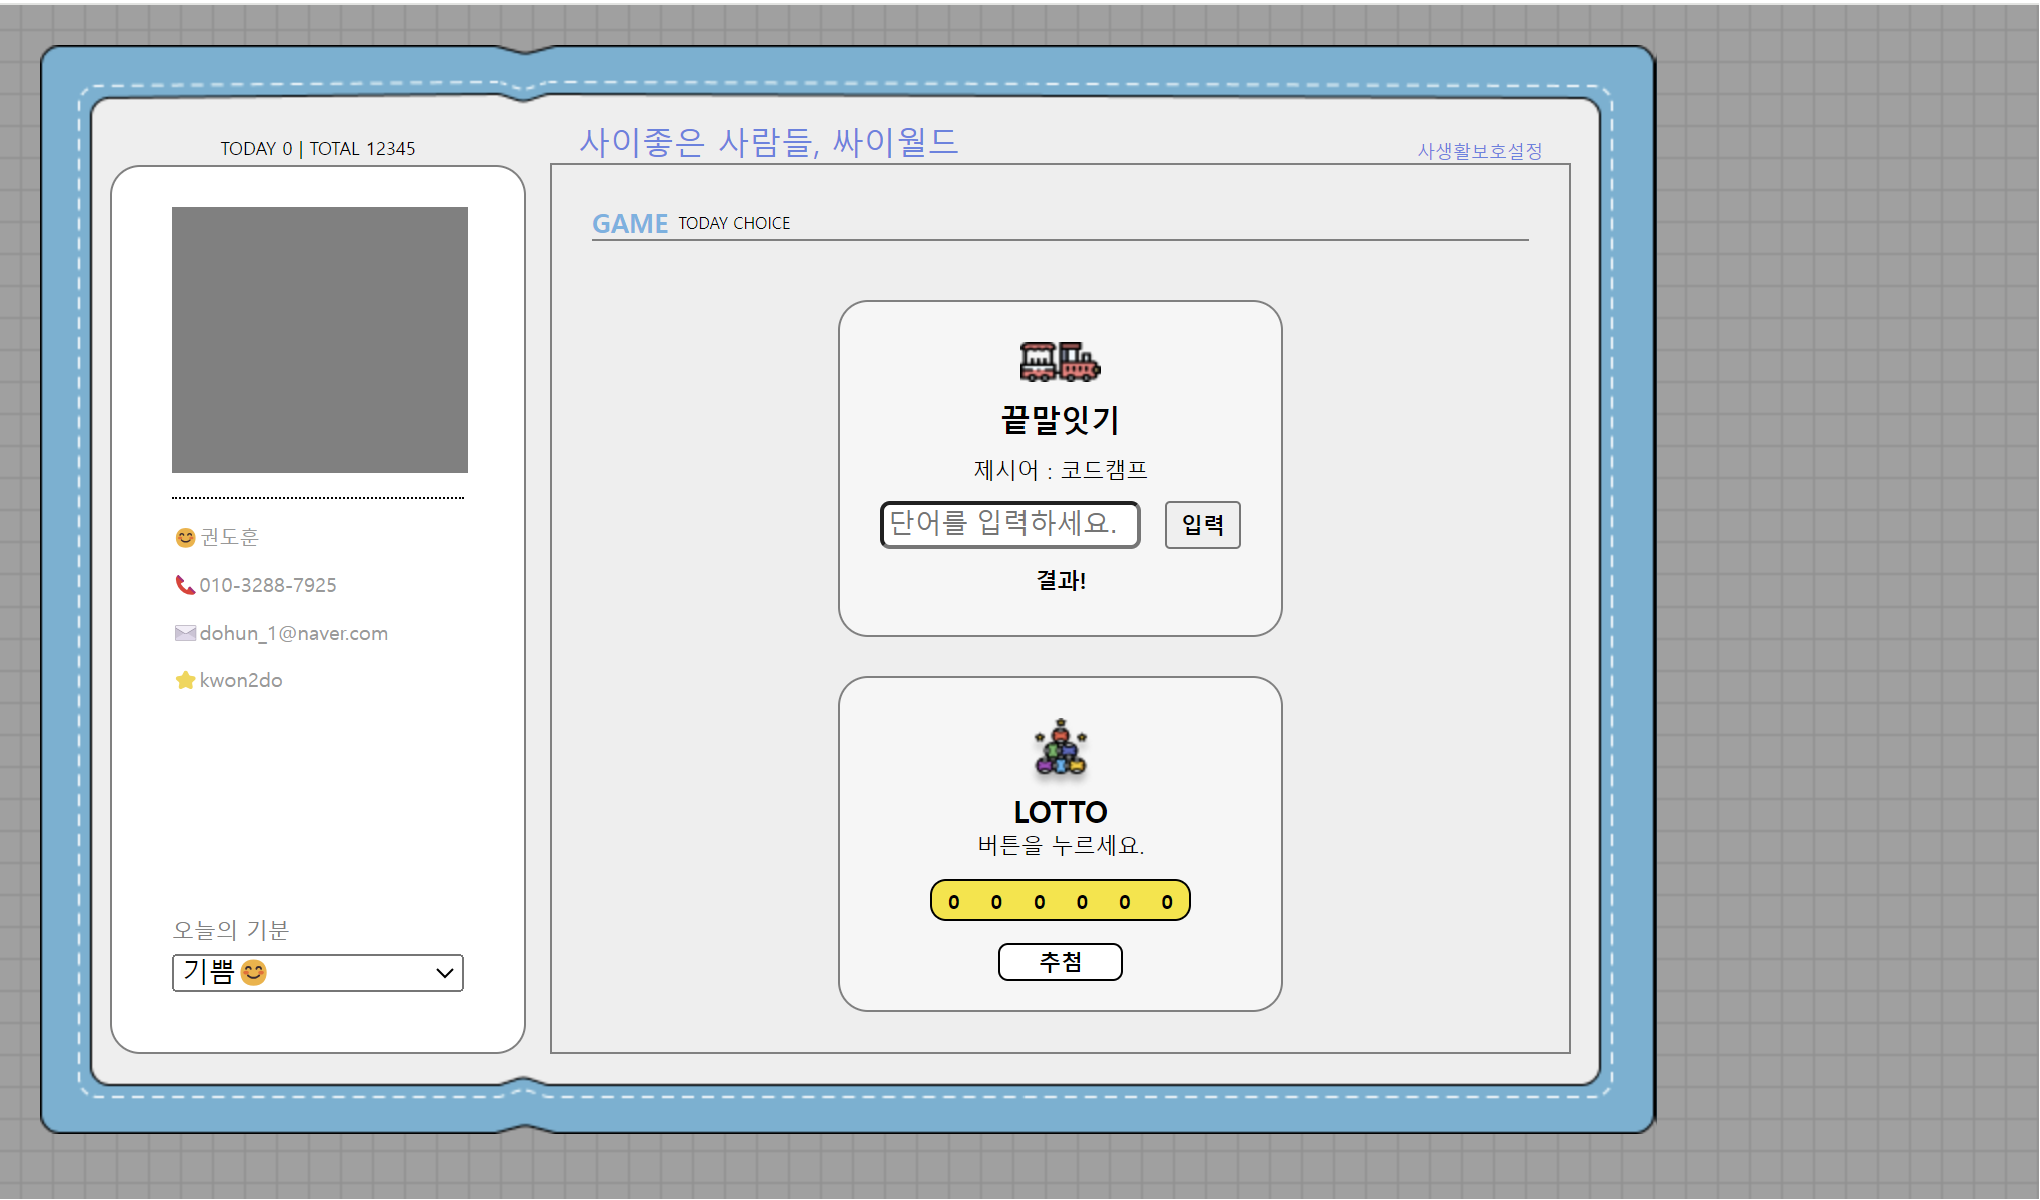 TODAY 0 | TOTAL 12345
사이좋은 사람들, 싸이월드
사생활보호설정
😊권도훈
📞010-3288-7925
✉️dohun_1@naver.com
⭐kwon2do
오늘의 기분
기쁨😊
GAME TODAY CHOICE
끝말잇기
제시어 : 코드캠프
단어를 입력하세요. 입력
결과!
LOTTO
버튼을 누르세요.
0 0 0 0 0 0
추첨